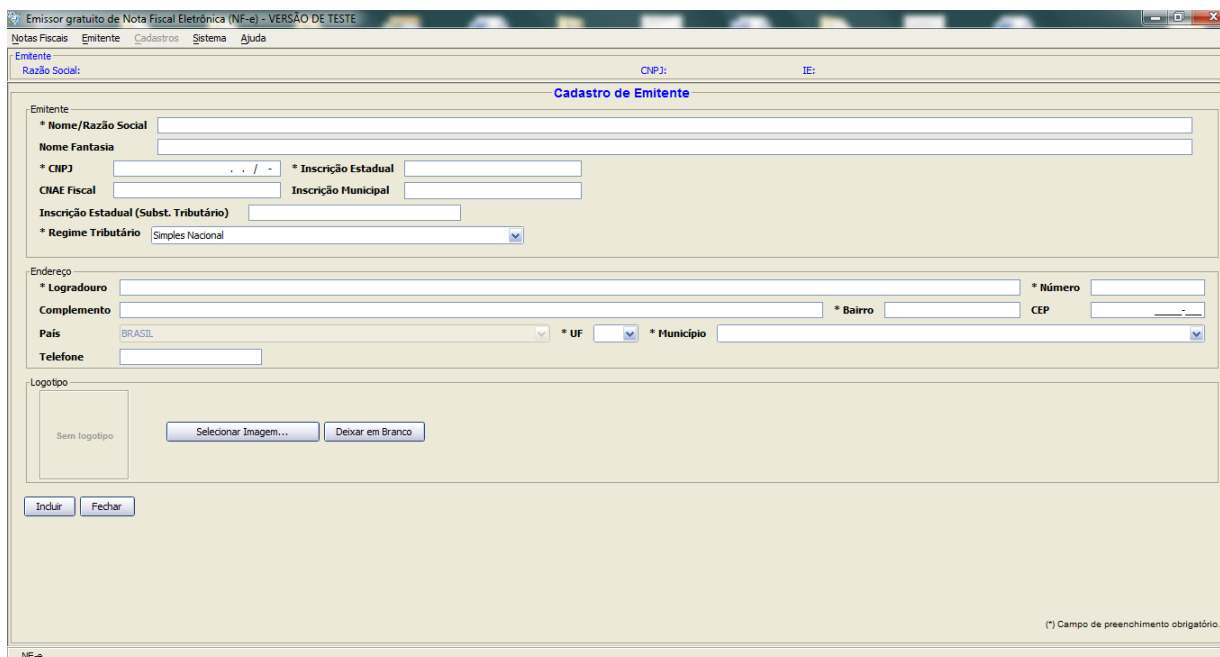 Emissor gratuito de Nota Fiscal Eletrônica (NF-e) - VERSÃO DE TESTE
Notas Fiscais Emitente Cadastros Sistema Ajuda
Emitente
Razão Social: CNPJ: IE:
Cadastro de Emitente
Emitente
* Nome/Razão Social
Nome Fantasia
* CNPJ . . / - * Inscrição Estadual
CNAE Fiscal Inscrição Municipal
Inscrição Estadual (Subst. Tributário)
* Regime Tributário Simples Nacional
Endereço
* Logradouro * Número
Complemento * Bairro CEP _____-___
País BRASIL * UF * Município
Telefone
Logotipo
Sem logotipo Selecionar Imagem... Deixar em Branco
Incluir Fechar
(*) Campo de preenchimento obrigatório.
NF-e